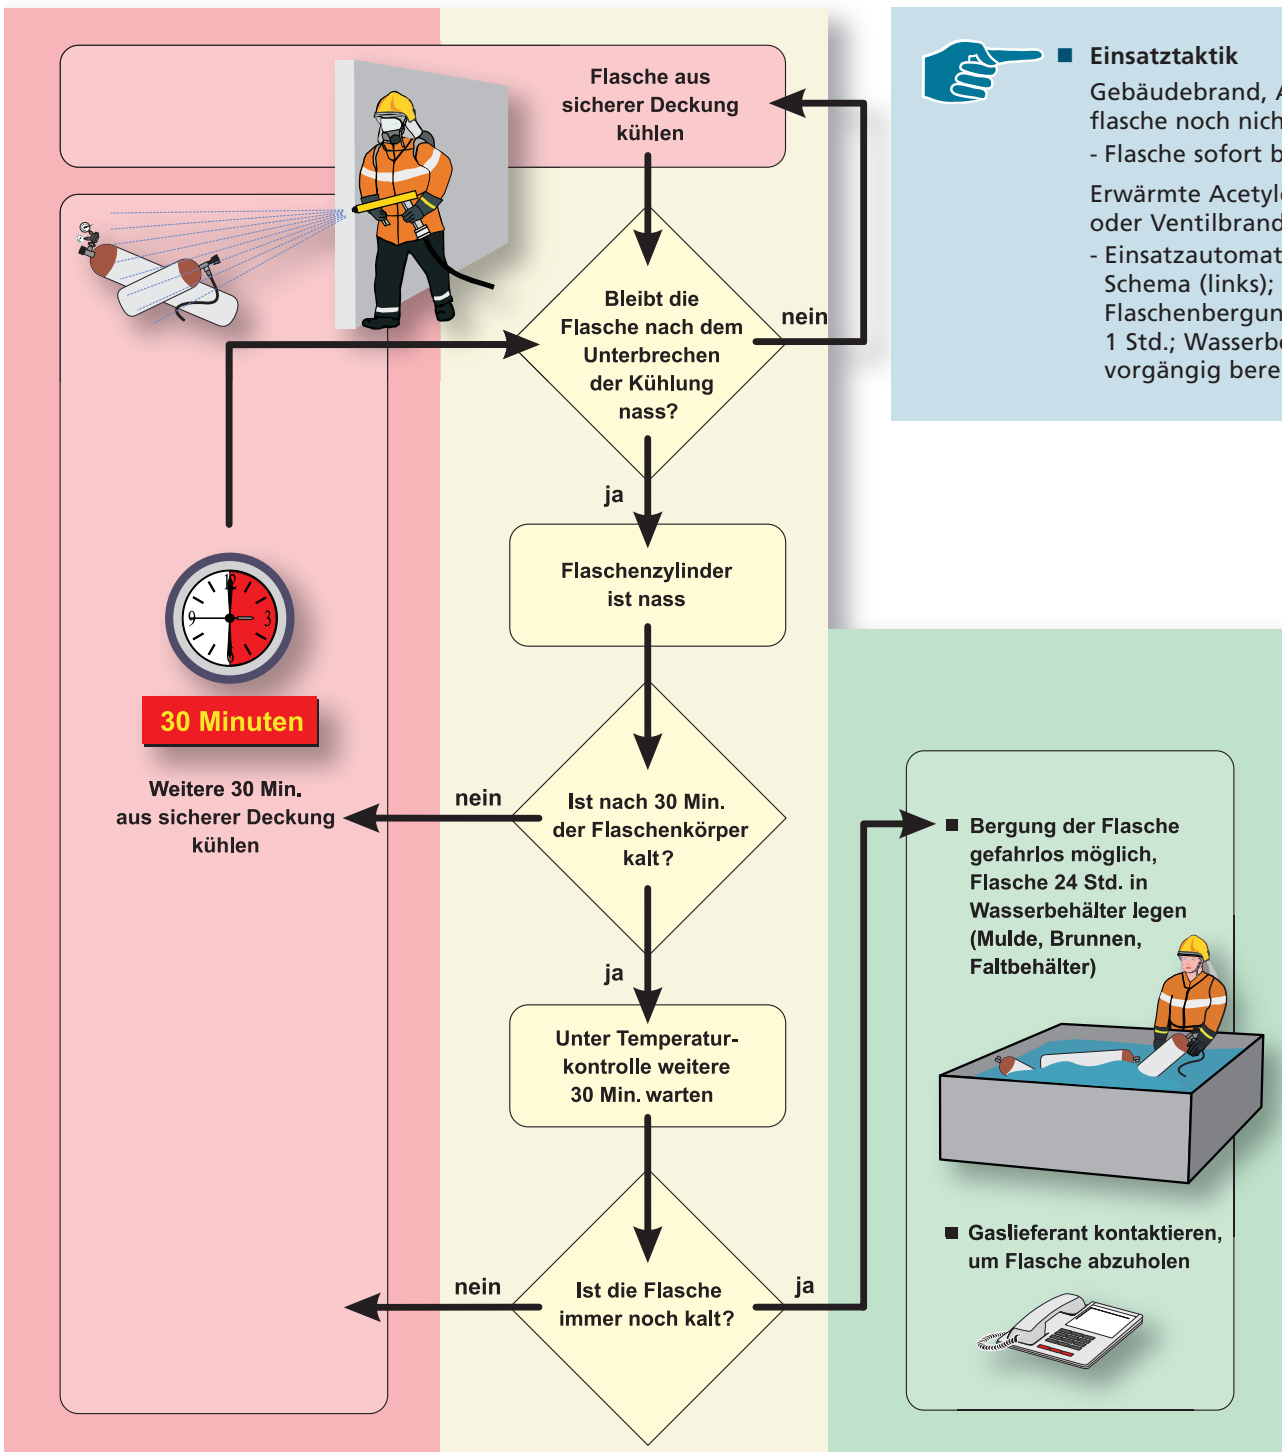 Flasche aus
sicherer Deckung
kühlen
Bleibt die
Flasche nach dem
Unterbrechen
der Kühlung
nass?
nein
ja
Flaschenzylinder
ist nass
12
3
6
9
30 Minuten
Weitere 30 Min.
aus sicherer Deckung
kühlen
nein
Ist nach 30 Min.
der Flaschenkörper
kalt?
ja
Unter Temperatur-
kontrolle weitere
30 Min. warten
nein
Ist die Flasche
immer noch kalt?
ja
■ Bergung der Flasche
gefahrlos möglich,
Flasche 24 Std. in
Wasserbehälter legen
(Mulde, Brunnen,
Faltbehälter)
■ Gaslieferant kontaktieren,
um Flasche abzuholen
■ Einsatztaktik
Gebäudebrand,
flasche noch
- Flasche sofort
Erwärmte
oder Ventilbrand
- Einsatzautomat
Schema (links);
Flaschenbergun
1 Std.;
vorgängig